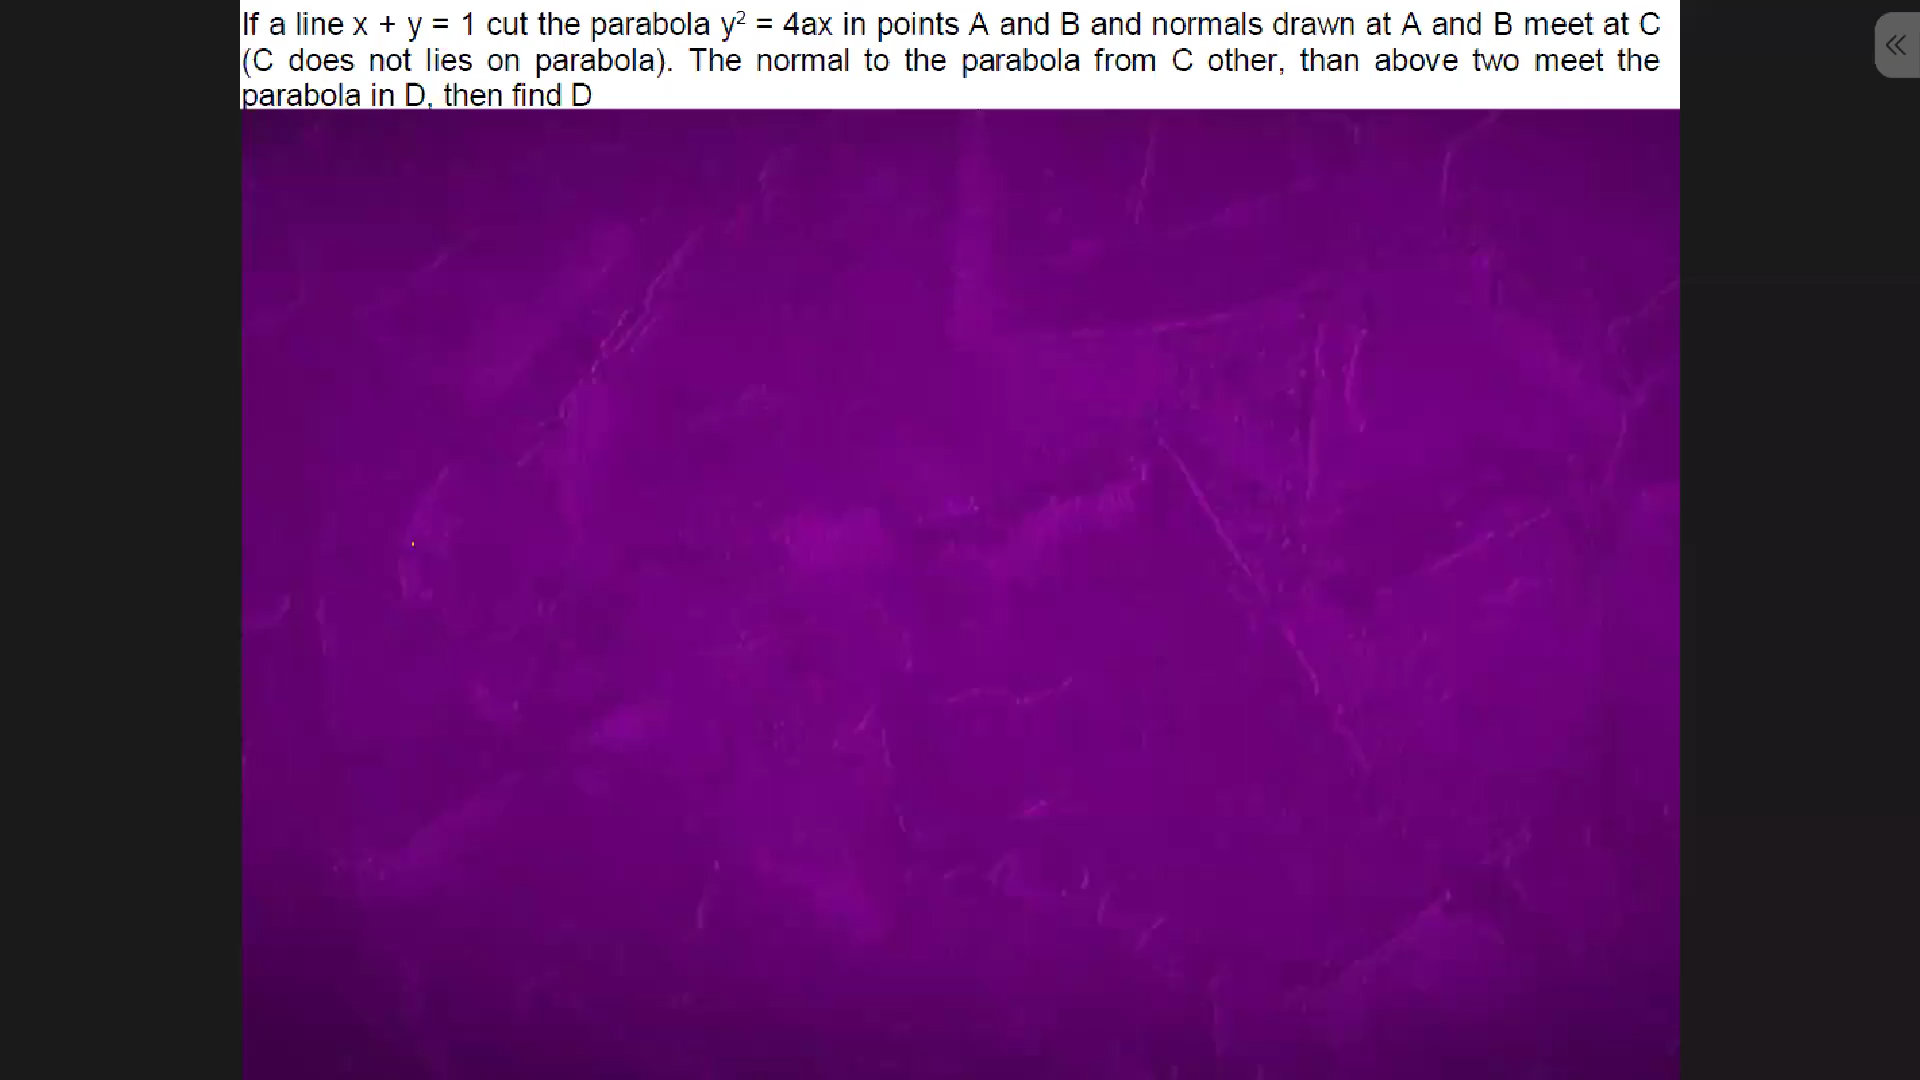 If a line x + y = 1 cut the parabola y² = 4ax in points A and B and normals drawn at A and B meet at C
(C does not lies on parabola). The normal to the parabola from C other, than above two meet the
parabola in D, then find D